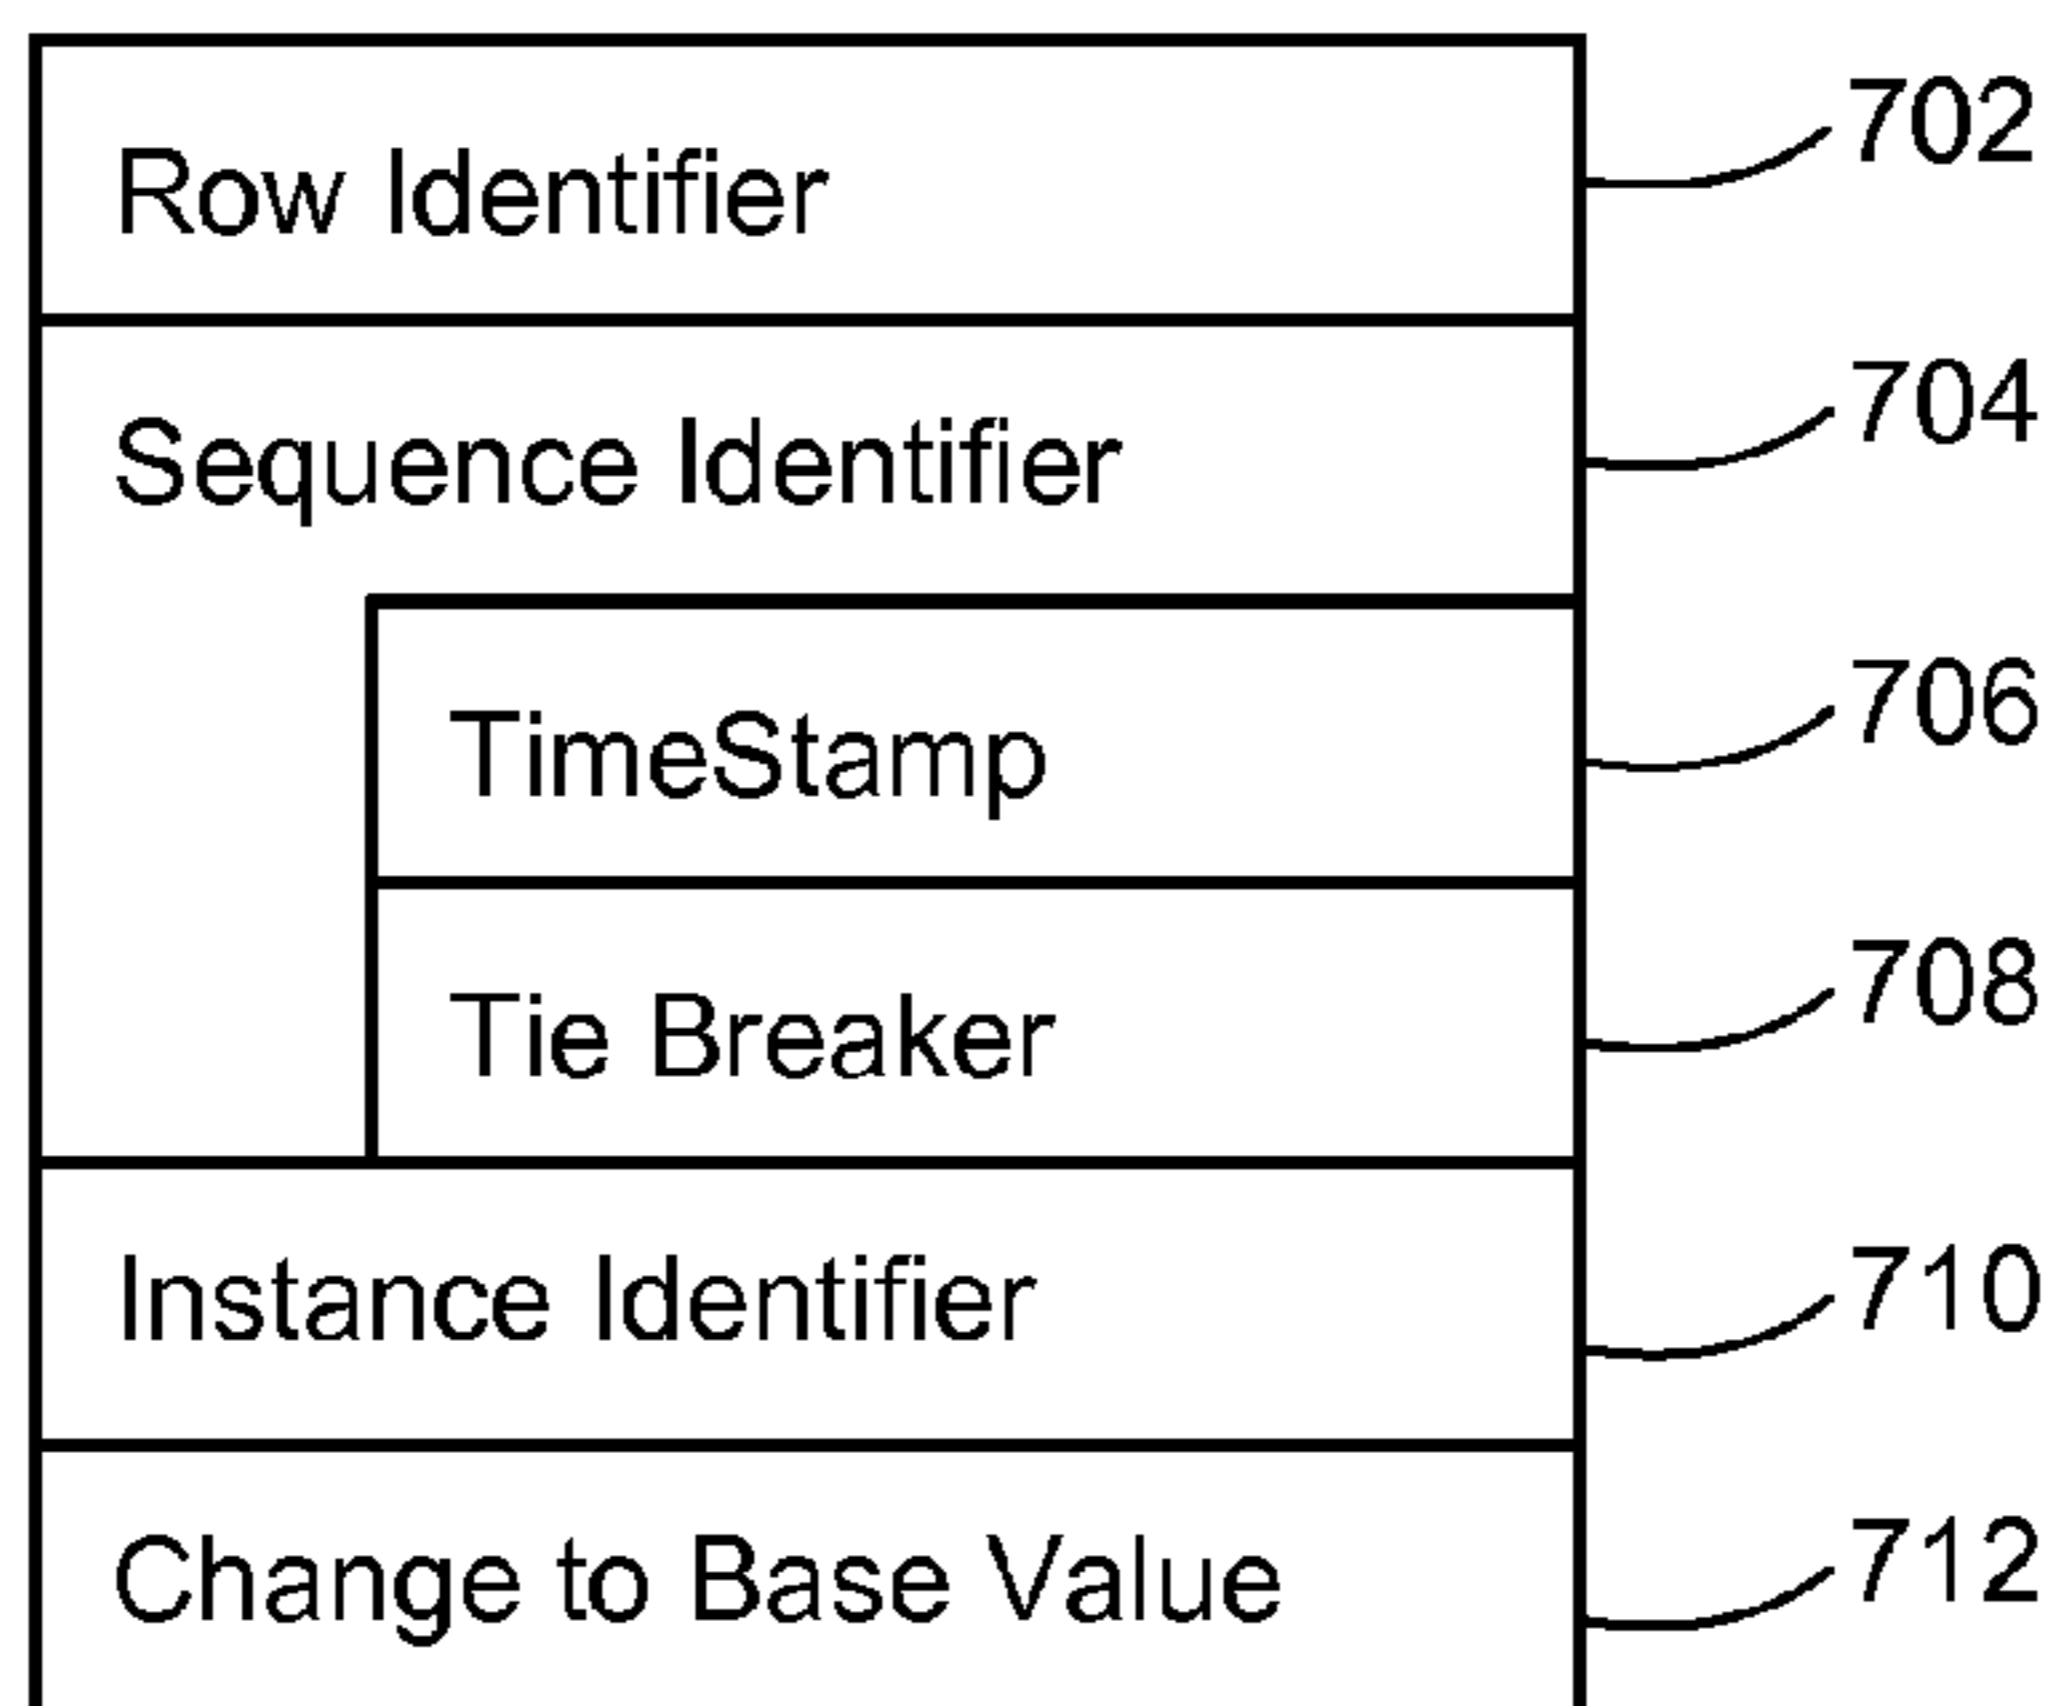 Row Identifier 702
Sequence Identifier 704
TimeStamp 706
Tie Breaker 708
Instance Identifier 710
Change to Base Value 712